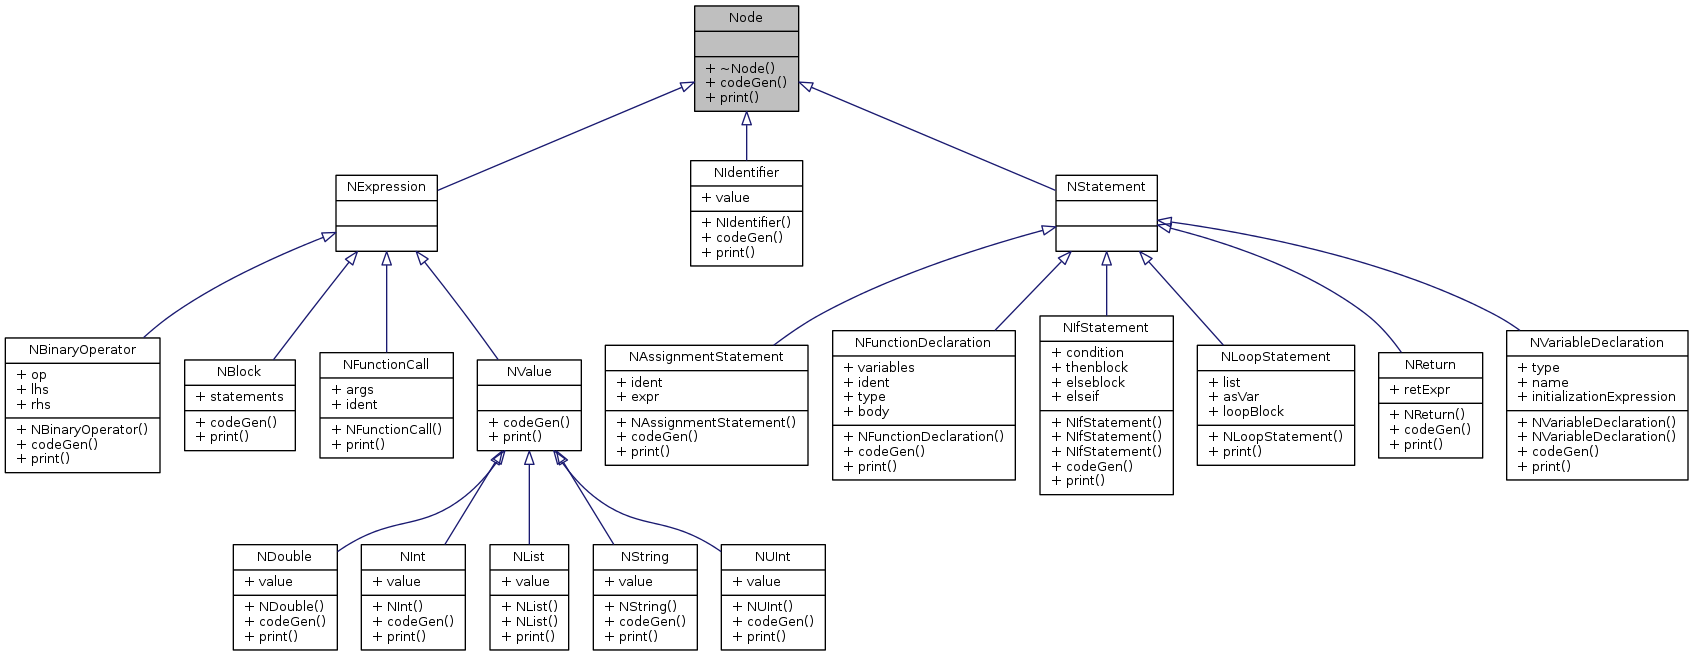 Node
+ ~Node()
+ codeGen()
+ print()
NExpression
NIdentifier
+ value
+ NIdentifier()
+ codeGen()
+ print()
NStatement
NBinaryOperator
+ op
+ lhs
+ rhs
+ NBinaryOperator()
+ codeGen()
+ print()
NBlock
+ statements
+ codeGen()
+ print()
NFunctionCall
+ args
+ ident
+ NFunctionCall()
+ print()
NValue
+ codeGen()
+ print()
NAssignmentStatement
+ ident
+ expr
+ NAssignmentStatement()
+ codeGen()
+ print()
NFunctionDeclaration
+ variables
+ ident
+ type
+ body
+ NFunctionDeclaration()
+ codeGen()
+ print()
NIfStatement
+ condition
+ thenblock
+ elseblock
+ elseif
+ NIfStatement()
+ NIfStatement()
+ NIfStatement()
+ codeGen()
+ print()
NLoopStatement
+ list
+ asVar
+ loopBlock
+ NLoopStatement()
+ print()
NReturn
+ retExpr
+ NReturn()
+ codeGen()
+ print()
NVariableDeclaration
+ type
+ name
+ initializationExpression
+ NVariableDeclaration()
+ NVariableDeclaration()
+ codeGen()
+ print()
NDouble
+ value
+ NDouble()
+ codeGen()
+ print()
NInt
+ value
+ NInt()
+ codeGen()
+ print()
NList
+ value
+ NList()
+ NList()
+ print()
NString
+ value
+ NString()
+ codeGen()
+ print()
NUInt
+ value
+ NUInt()
+ codeGen()
+ print()